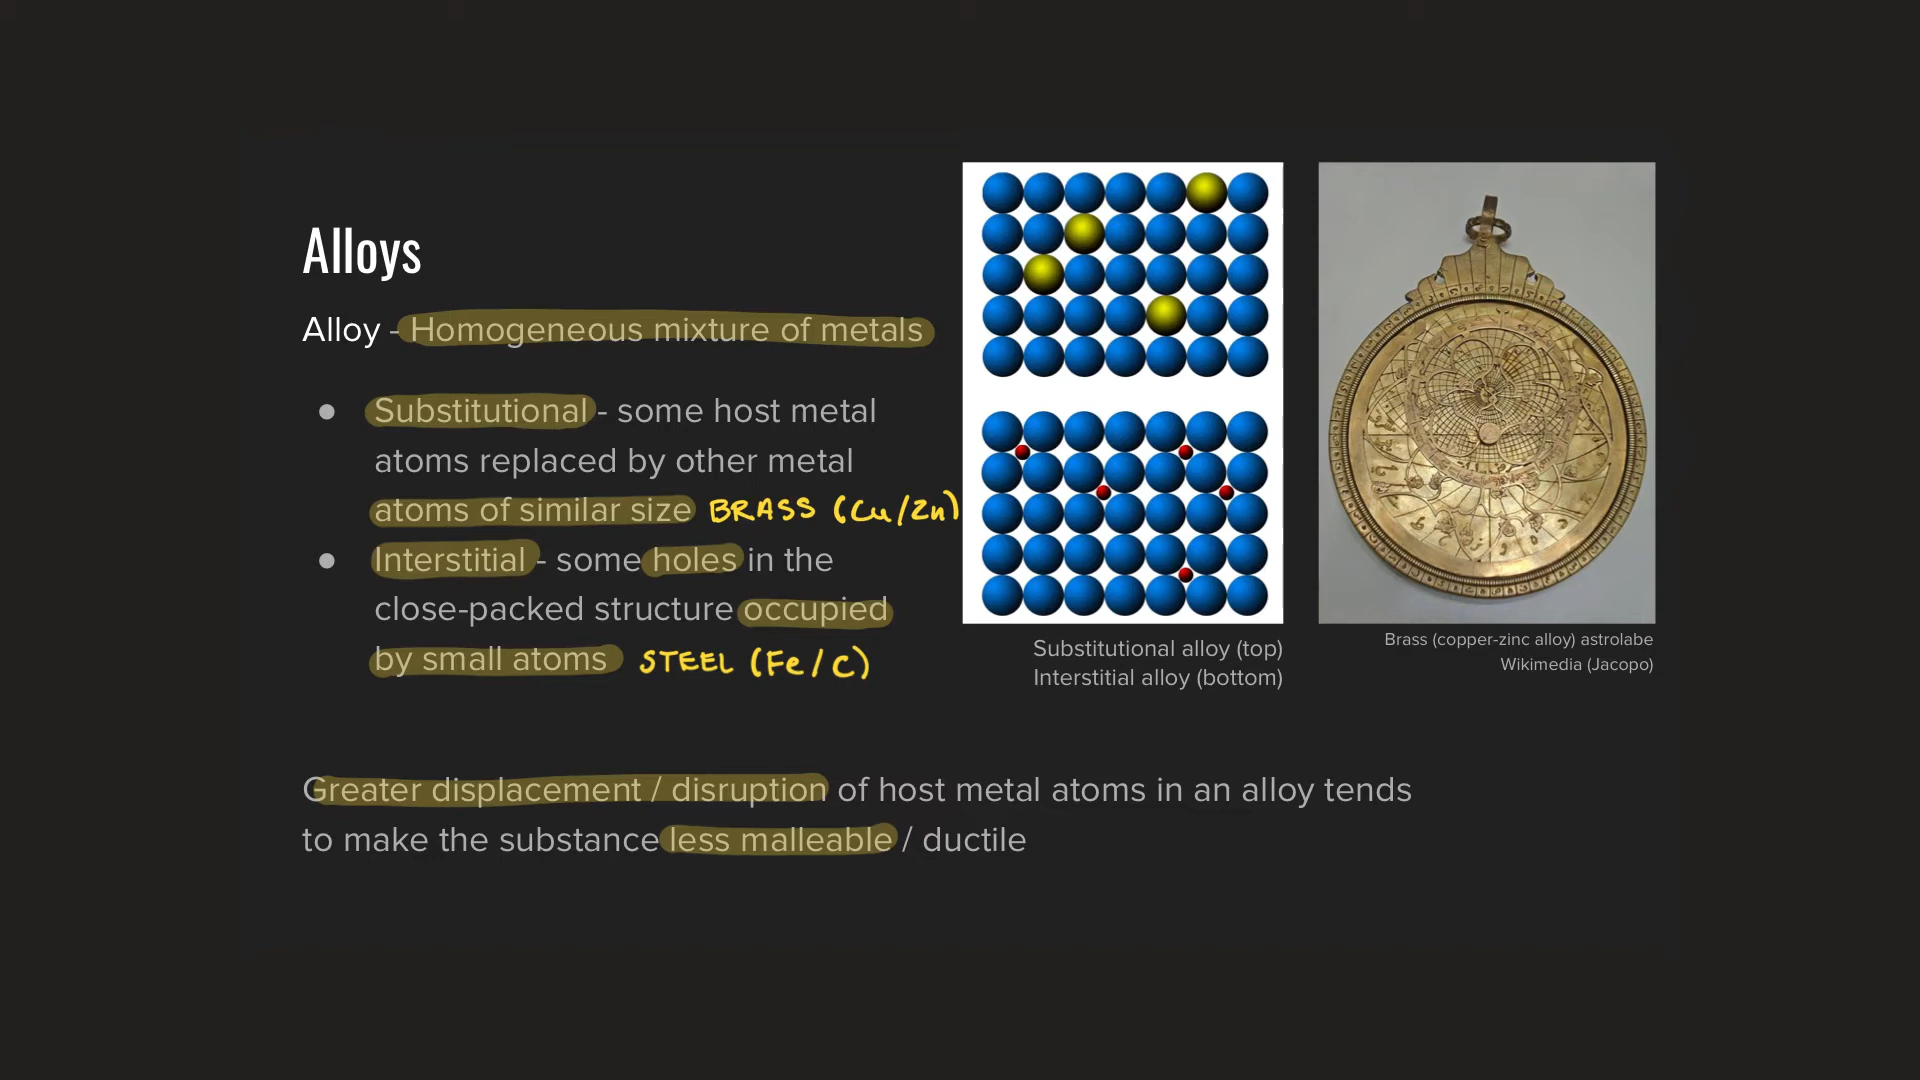 Alloys
Alloy - Homogeneous mixture of metals
● Substitutional - some host metal
atoms replaced by other metal
atoms of similar size BRASS (Cu/Zn)
● Interstitial - some holes in the
close-packed structure occupied
by small atoms STEEL (Fe/C)
Substitutional alloy (top)
Interstitial alloy (bottom)
Brass (copper-zinc alloy) astrolabe
Wikimedia (Jacopo)
Greater displacement / disruption of host metal atoms in an alloy tends
to make the substance less malleable / ductile